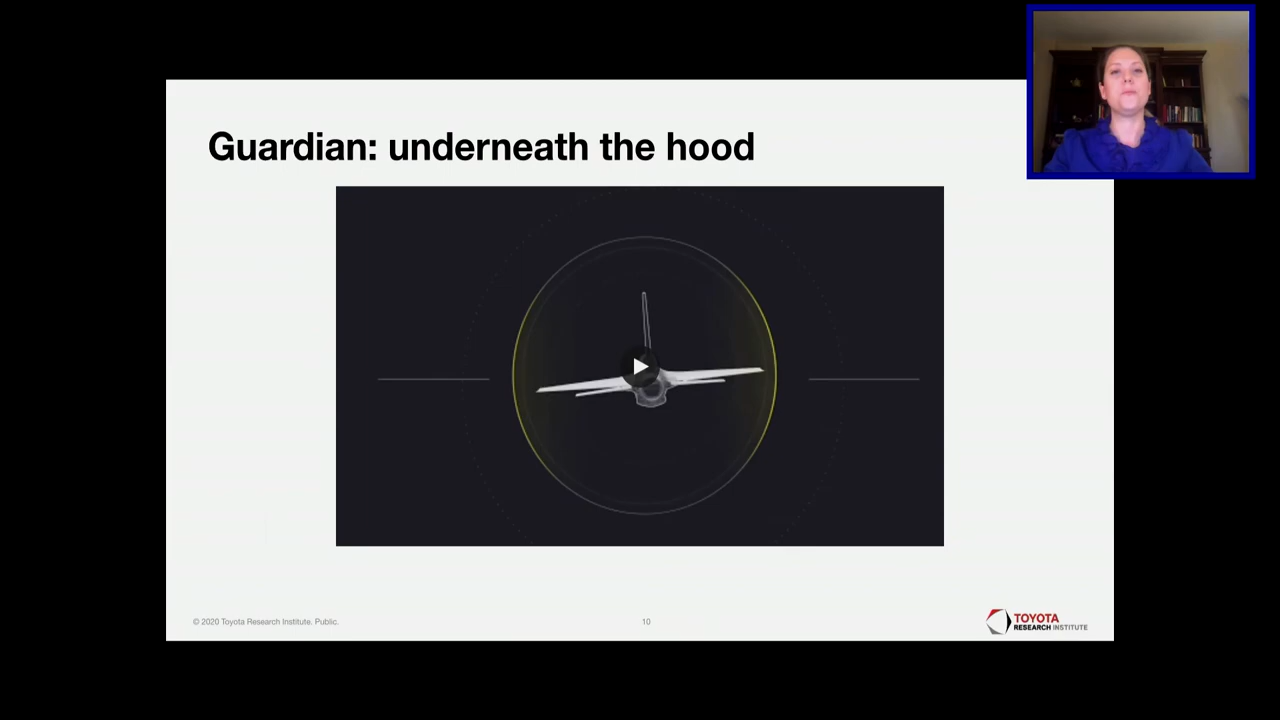 Guardian: underneath the hood
© 2020 Toyota Research Institute. Public.
10
TOYOTA
RESEARCH INSTITUTE